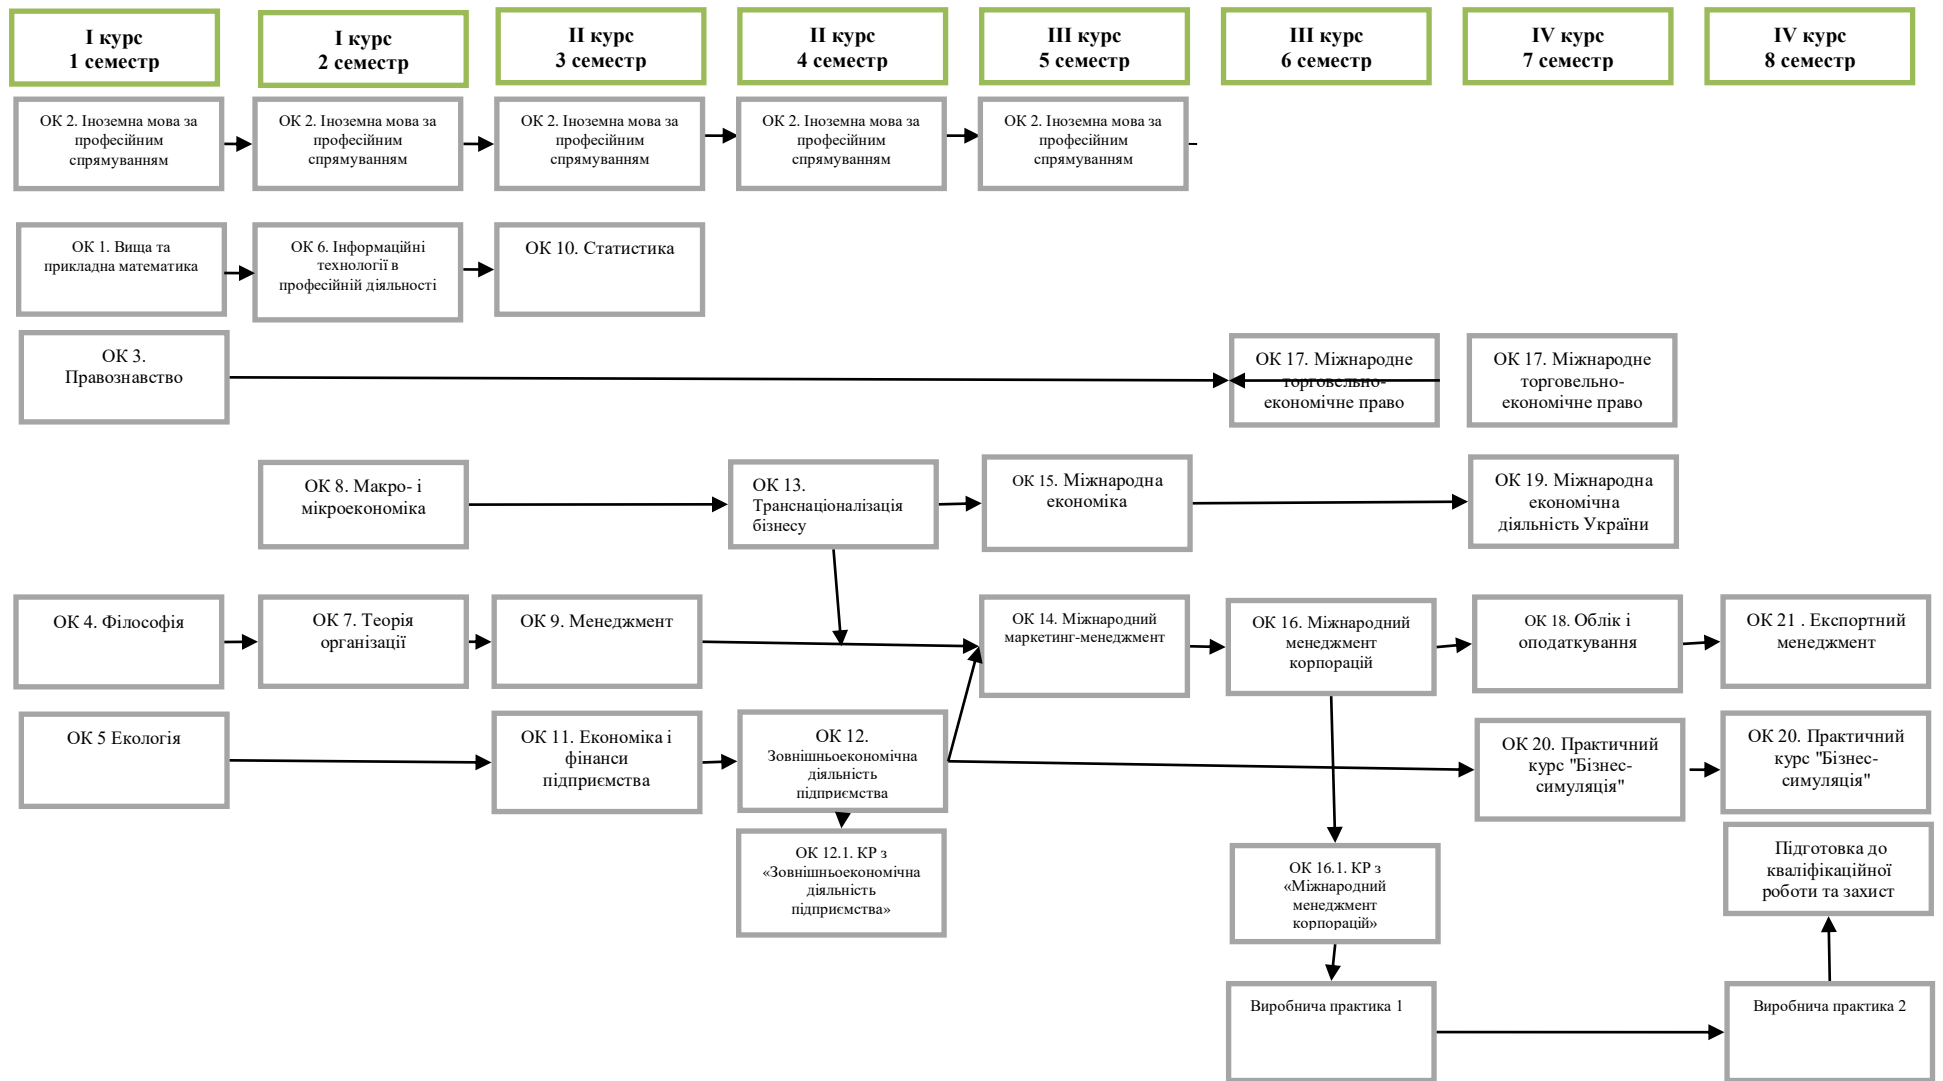 I курс
1 семестр
I курс
2 семестр
II курс
3 семестр
II курс
4 семестр
III курс
5 семестр
III курс
6 семестр
IV курс
7 семестр
IV курс
8 семестр
ОК 2. Іноземна мова за
професійним
спрямуванням
ОК 2. Іноземна мова за
професійним
спрямуванням
ОК 2. Іноземна мова за
професійним
спрямуванням
ОК 2. Іноземна мова за
професійним
спрямуванням
ОК 2. Іноземна мова за
професійним
спрямуванням
ОК 1. Вища та
прикладна математика
ОК 6. Інформаційні
технології в
професійній діяльності
ОК 10. Статистика
ОК 3.
Правознавство
ОК 17. Міжнародне
торговельно-
економічне право
ОК 17. Міжнародне
торговельно-
економічне право
ОК 8. Макро- і
мікроекономіка
ОК 13.
Транснаціоналізація
бізнесу
ОК 15. Міжнародна
економіка
ОК 19. Міжнародна
економічна
діяльність України
ОК 4. Філософія
ОК 7. Теорія
організації
ОК 9. Менеджмент
ОК 14. Міжнародний
маркетинг-менеджмент
ОК 16. Міжнародний
менеджмент
корпорацій
ОК 18. Облік і
оподаткування
ОК 21 . Експортний
менеджмент
ОК 5 Екологія
ОК 11. Економіка і
фінанси
підприємства
ОК 12.
Зовнішньоекономічна
діяльність
підприємства
ОК 20. Практичний
курс "Бізнес-
симуляція"
ОК 20. Практичний
курс "Бізнес-
симуляція"
ОК 12.1. КР з
«Зовнішньоекономічна
діяльність
підприємства»
ОК 16.1. КР з
«Міжнародний
менеджмент
корпорацій»
Підготовка до
кваліфікаційної
роботи та захист
Виробнича практика 1
Виробнича практика 2